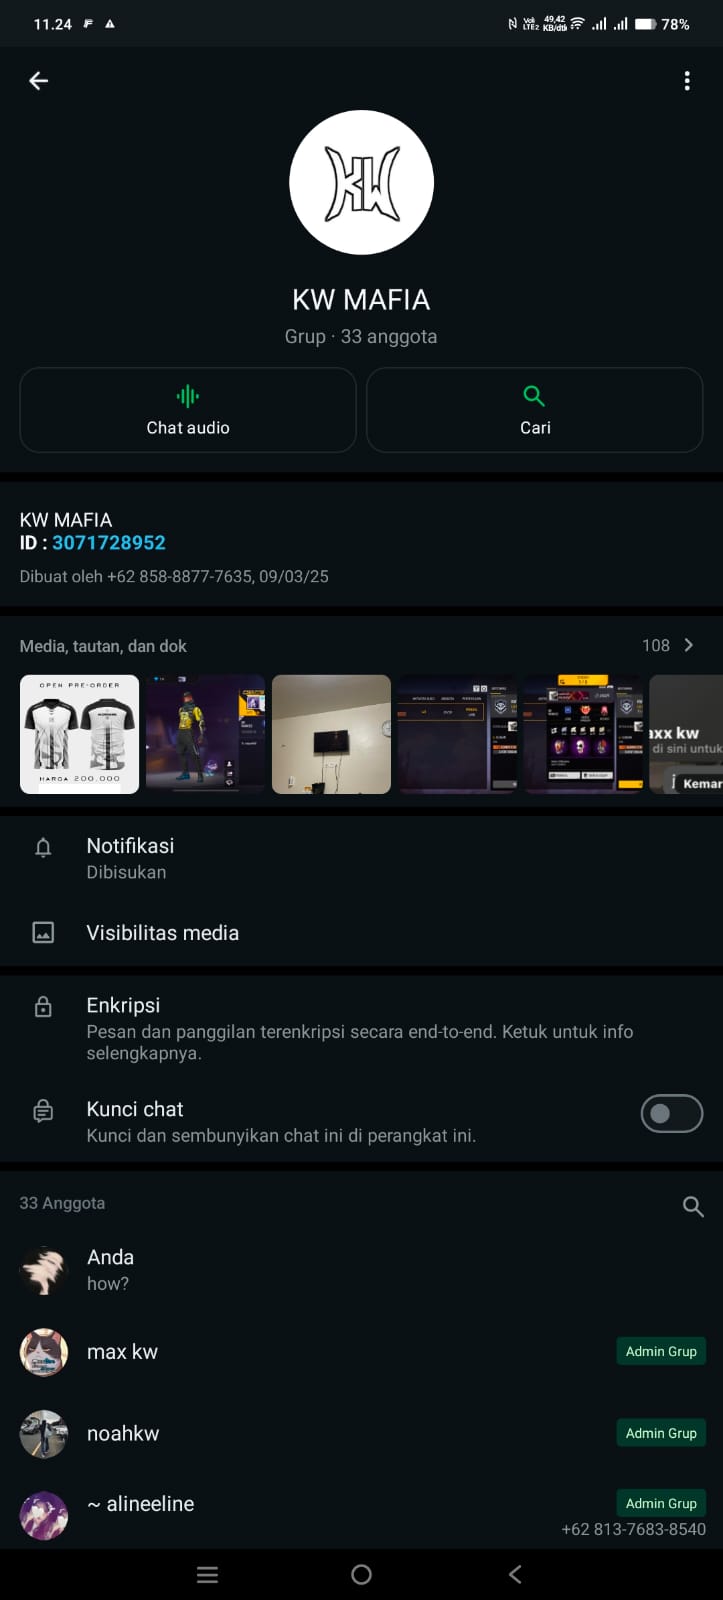 11.24
49,42
KB/dtk
78%
KW
KW MAFIA
Grup · 33 anggota
Chat audio
Cari
KW MAFIA
ID : 3071728952
Dibuat oleh +62 858-8877-7635, 09/03/25
Media, tautan, dan dok
108
OPEN PRE-ORDER
HARGA 200.000
axx kw
di sini untuk
Kemar
Notifikasi
Dibisukan
Visibilitas media
Enkripsi
Pesan dan panggilan terenkripsi secara end-to-end. Ketuk untuk info
selengkapnya.
Kunci chat
Kunci dan sembunyikan chat ini di perangkat ini.
33 Anggota
Anda
how?
max kw
Admin Grup
noahkw
Admin Grup
~ alineeline
Admin Grup
+62 813-7683-8540